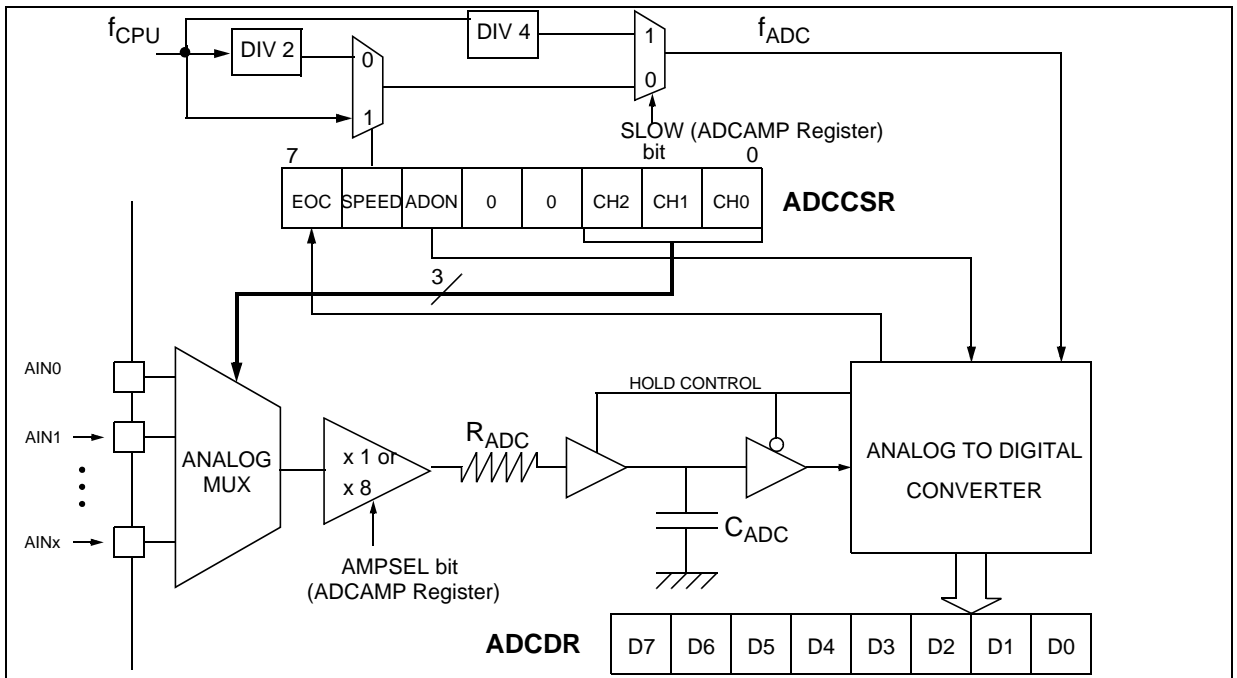 fCPU
DIV 2
DIV 4
fADC
0
1
1
0
SLOW (ADCAMP Register)
bit
7
0
EOC SPEED ADON 0 0 CH2 CH1 CH0
ADCCSR
3
AIN0
AIN1
AINx
ANALOG
MUX
x 1 or
x 8
AMPSEL bit
(ADCAMP Register)
RADC
HOLD CONTROL
CADC
ANALOG TO DIGITAL
CONVERTER
ADCDR
D7 D6 D5 D4 D3 D2 D1 D0